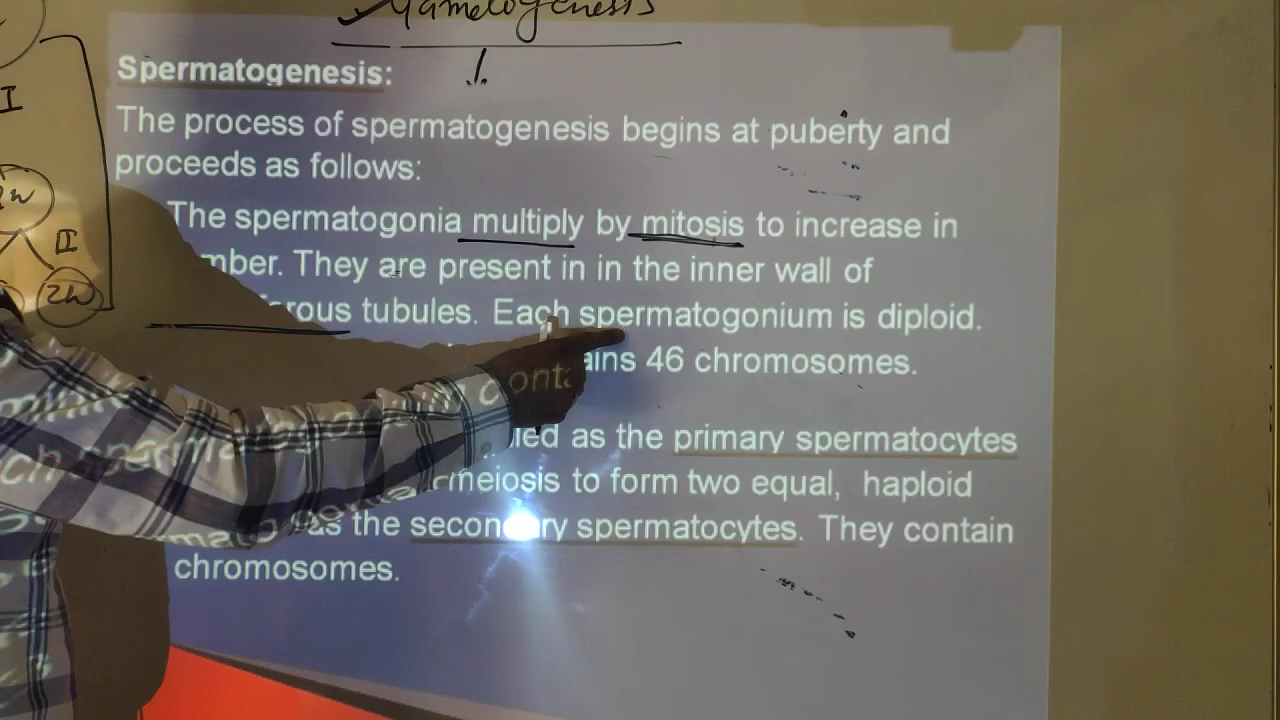 Gametogenesis
Spermatogenesis:
The process of spermatogenesis begins at puberty and
proceeds as follows:
The spermatogonia multiply by mitosis to increase in
mber. They are present in in the inner wall of
rous tubules. Each spermatogonium is diploid.
ains 46 chromosomes.
as the primary spermatocytes
meiosis to form two equal, haploid
as the secondary spermatocytes. They contain
chromosomes.
I
II
2n